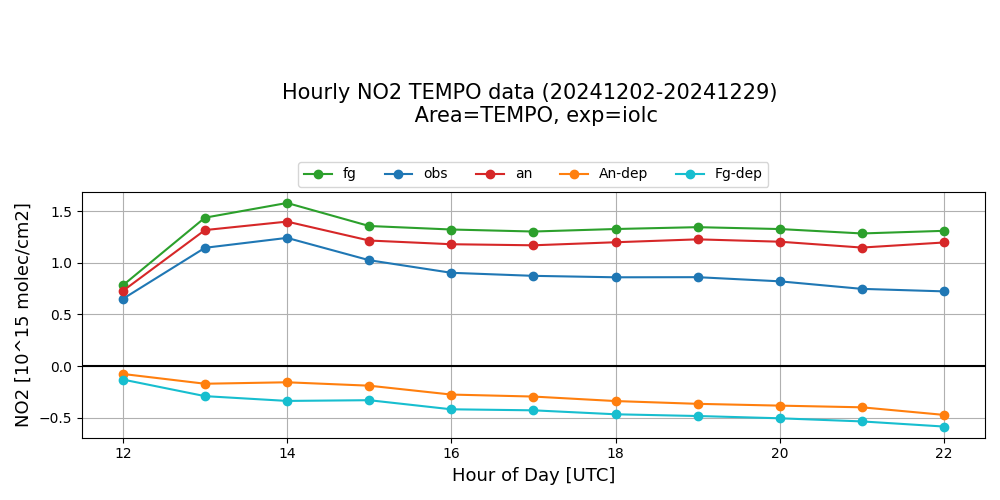 Hourly NO2 TEMPO data (20241202-20241229)
Area=TEMPO, exp=iolc
fg obs an An-dep Fg-dep
NO2 [10^15 molec/cm2]
1.5
1.0
0.5
0.0
−0.5
12 14 16 18 20 22
Hour of Day [UTC]